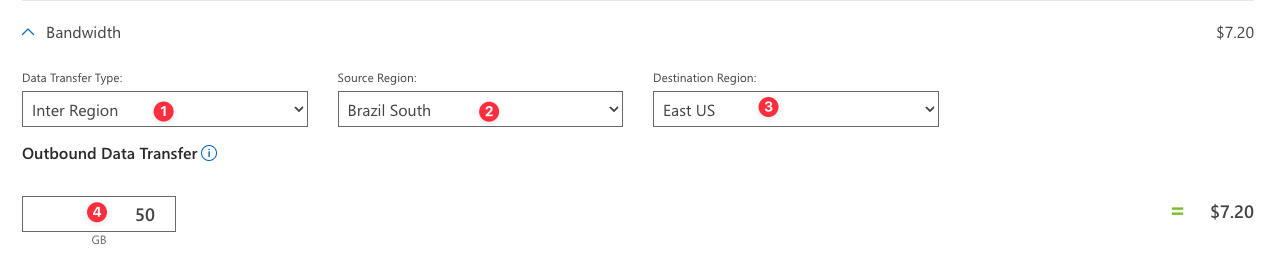 Bandwidth $7.20
Data Transfer Type: Source Region: Destination Region:
Inter Region 1 Brazil South 2 East US 3
Outbound Data Transfer i
4 50 = $7.20
GB